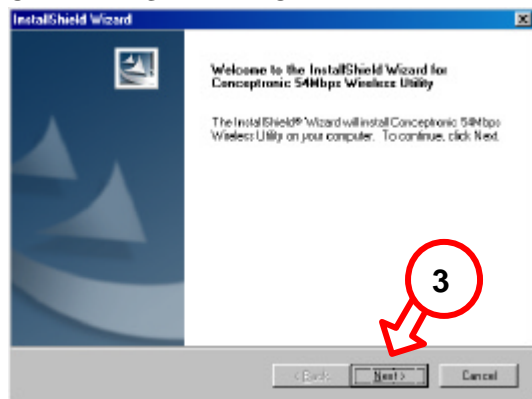 InstallShield Wizard
Welcome to the InstallShield Wizard for
Conceptronic 54Mbps Wireless Utility
The InstallShield® Wizard will install Conceptronic 54Mbps
Wireless Utility on your computer. To continue, click Next.
3
< Back
Next >
Cancel